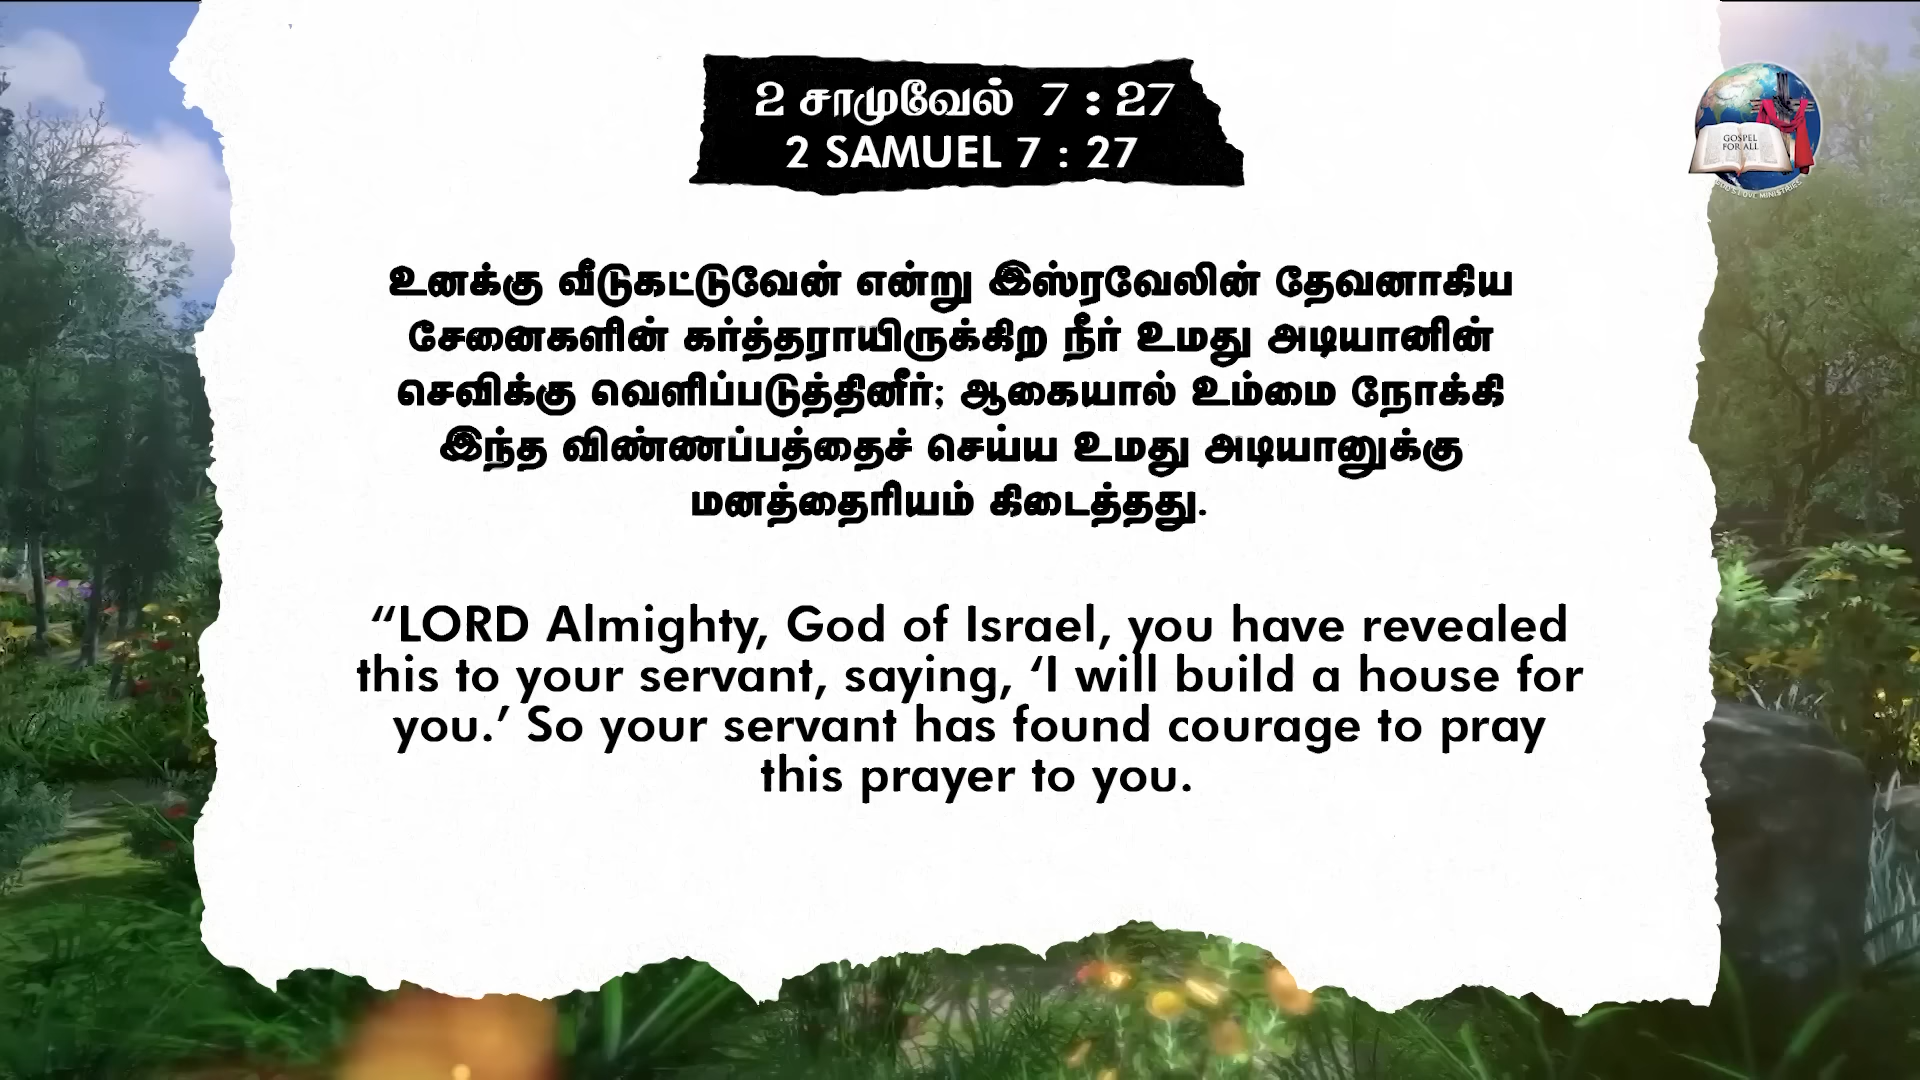 2 சாமுவேல் 7 : 27
2 SAMUEL 7 : 27
GOSPEL
FOR ALL
உனக்கு வீடுகட்டுவேன் என்று இஸ்ரவேலின் தேவனாகிய
சேனைகளின் கர்த்தராயிருக்கிற நீர் உமது அடியானின்
செவிக்கு வெளிப்படுத்தினீர்; ஆகையால் உம்மை நோக்கி
இந்த விண்ணப்பத்தைச் செய்ய உமது அடியானுக்கு
மனத்தைரியம் கிடைத்தது.
“LORD Almighty, God of Israel, you have revealed
this to your servant, saying, ‘I will build a house for
you.’ So your servant has found courage to pray
this prayer to you.